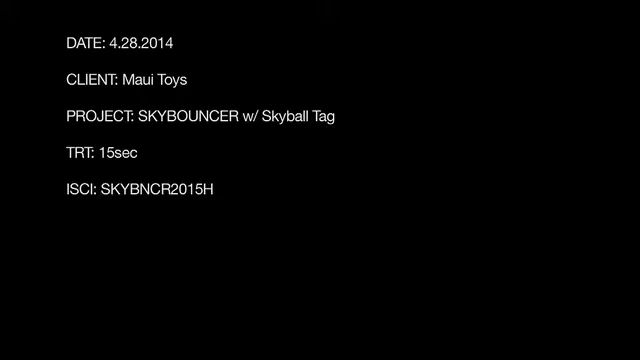 DATE: 4.28.2014
CLIENT: Maui Toys
PROJECT: SKYBOUNCER w/ Skyball Tag
TRT: 15sec
ISCI: SKYBNCR2015H